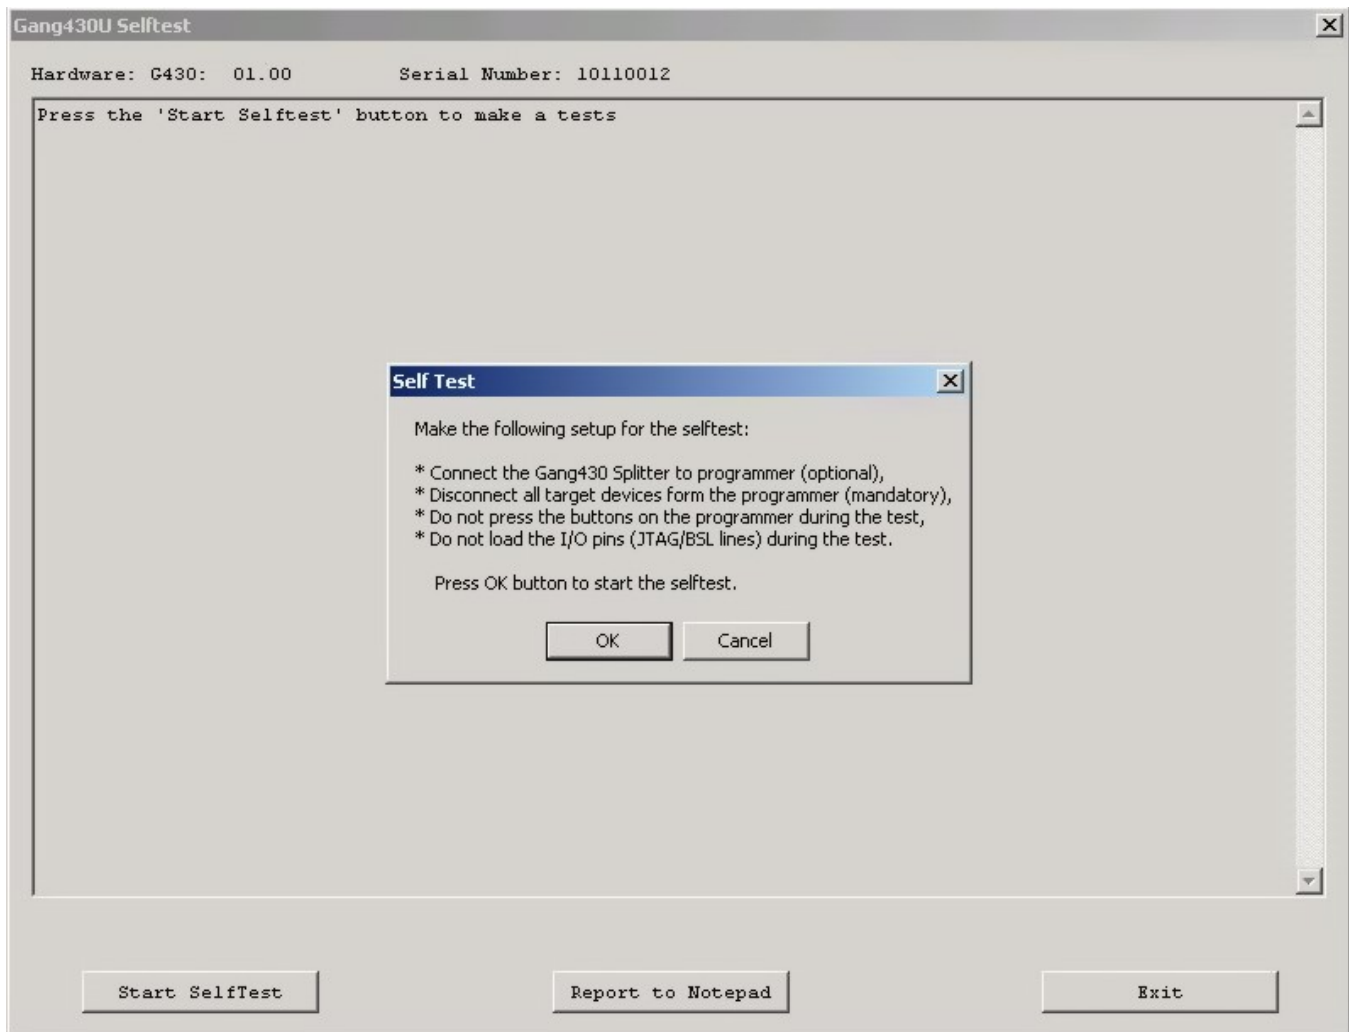 Gang430U Selftest
Hardware: G430: 01.00 Serial Number: 10110012
Press the 'Start Selftest' button to make a tests
Self Test
Make the following setup for the selftest:
* Connect the Gang430 Splitter to programmer (optional),
* Disconnect all target devices form the programmer (mandatory),
* Do not press the buttons on the programmer during the test,
* Do not load the I/O pins (JTAG/BSL lines) during the test.
Press OK button to start the selftest.
OK Cancel
Start SelfTest Report to Notepad Exit